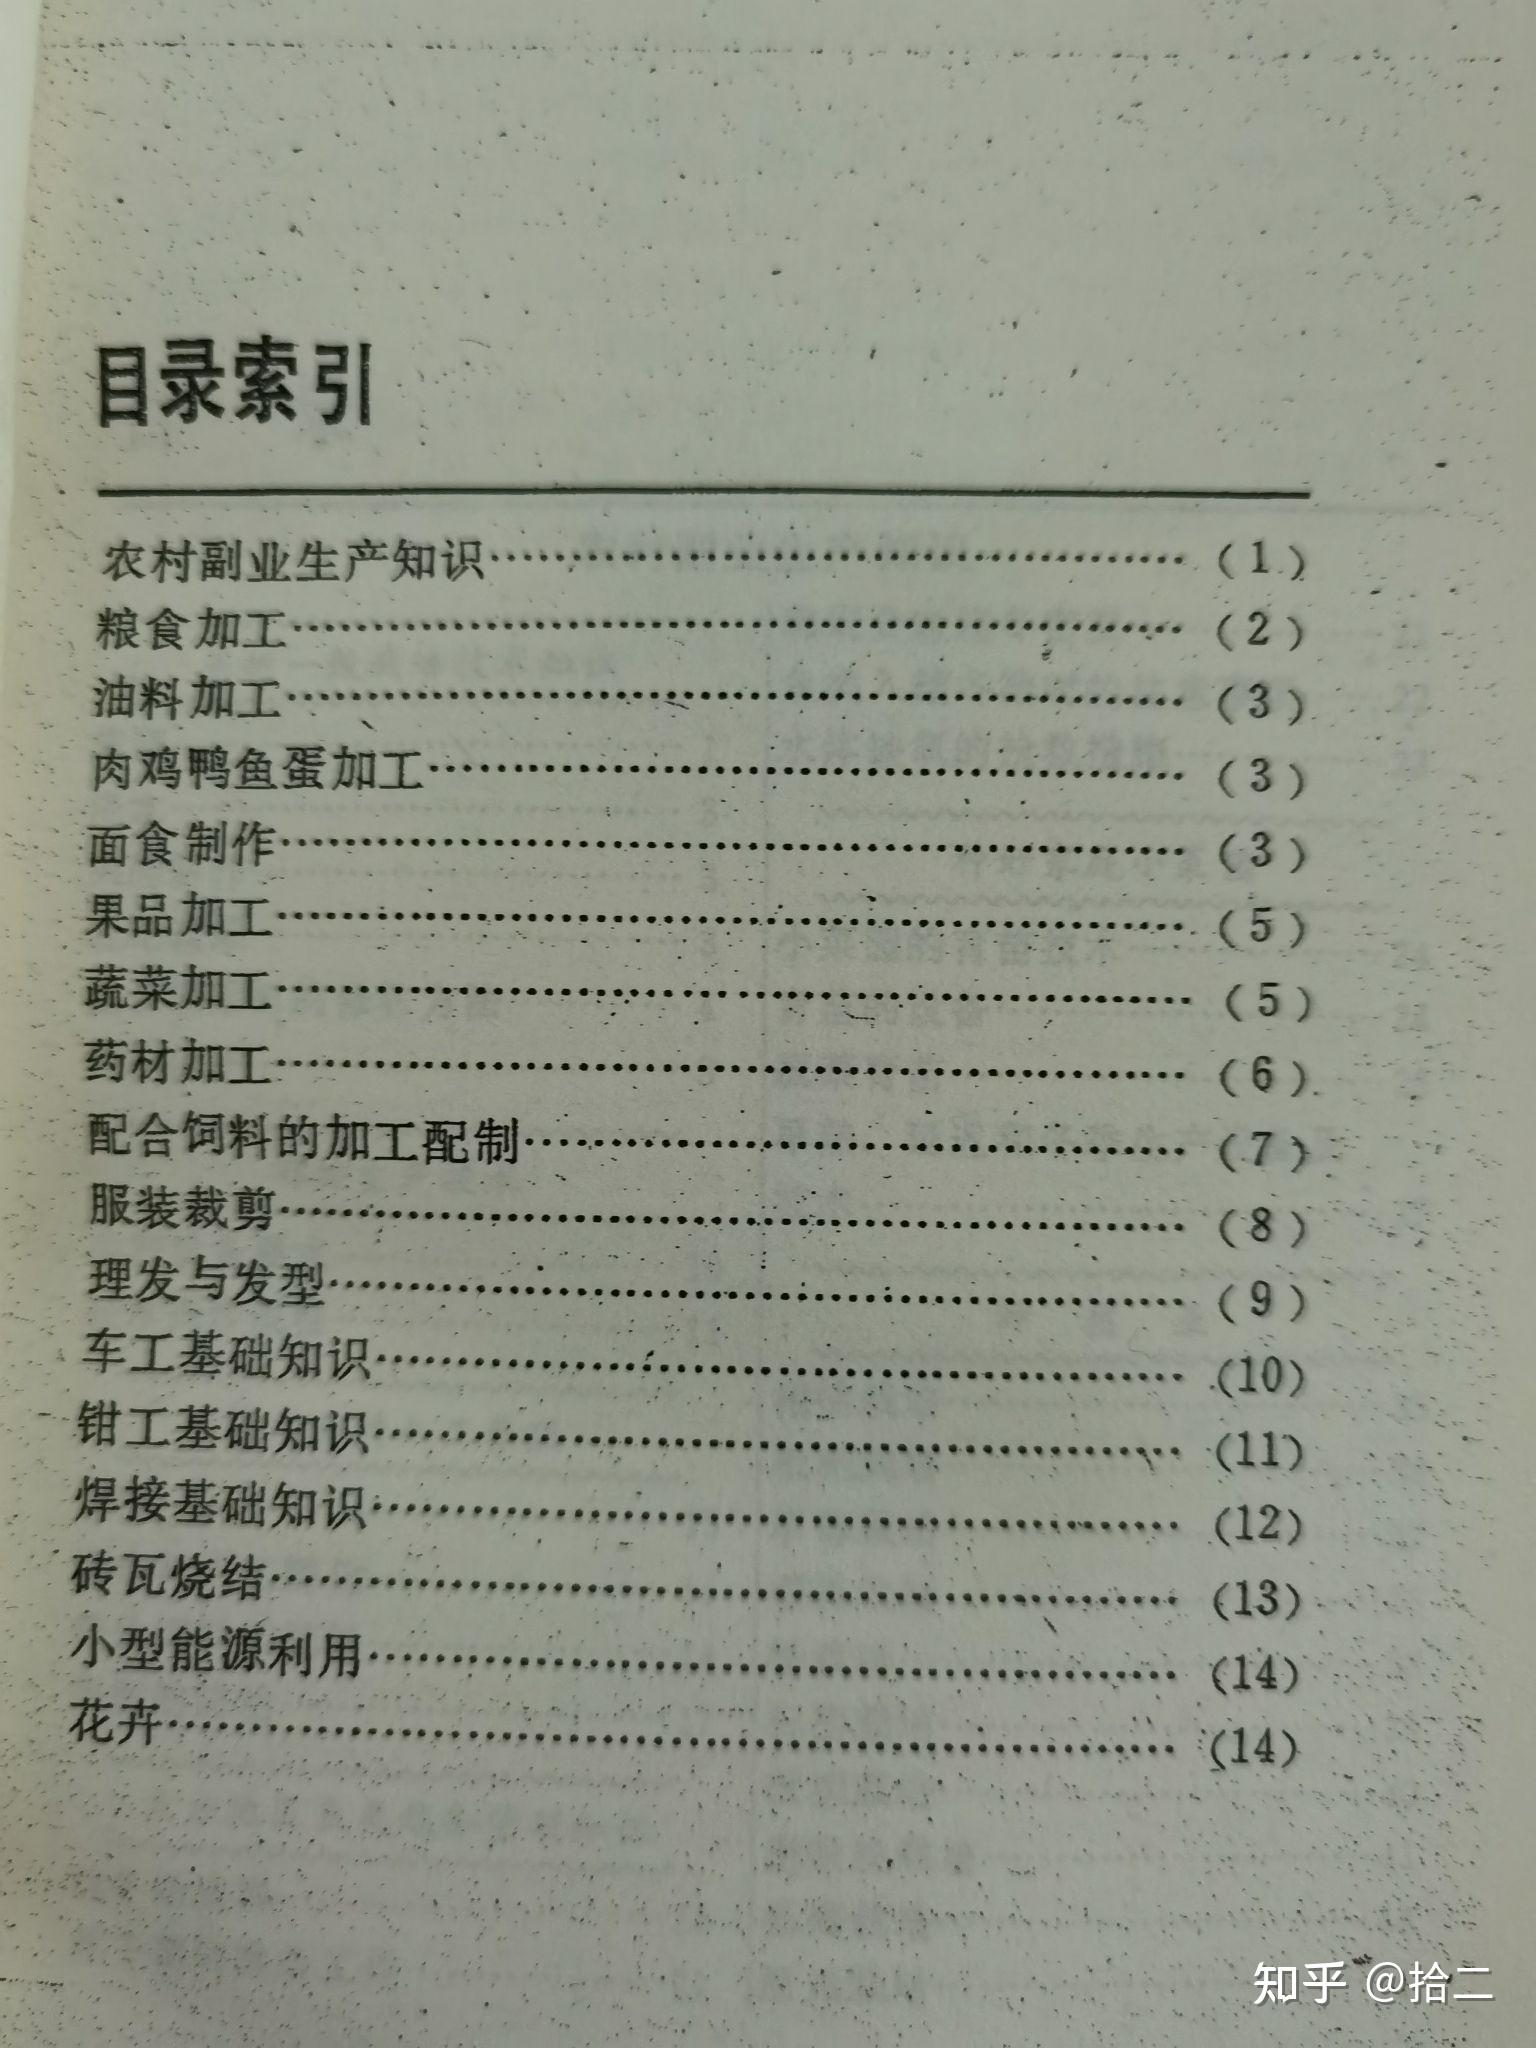 目录索引
农村副业生产知识……………………………………（1）
粮食加工……………………………………（2）
油料加工……………………………………（3）
肉鸡鸭鱼蛋加工……………………………………（3）
面食制作……………………………………（3）
果品加工……………………………………（5）
蔬菜加工……………………………………（5）
药材加工……………………………………（6）
配合饲料的加工配制……………………………………（7）
服装裁剪……………………………………（8）
理发与发型……………………………………（9）
车工基础知识……………………………………（10）
钳工基础知识……………………………………（11）
焊接基础知识……………………………………（12）
砖瓦烧结……………………………………（13）
小型能源利用……………………………………（14）
花卉……………………………………（14）
知乎 @拾二